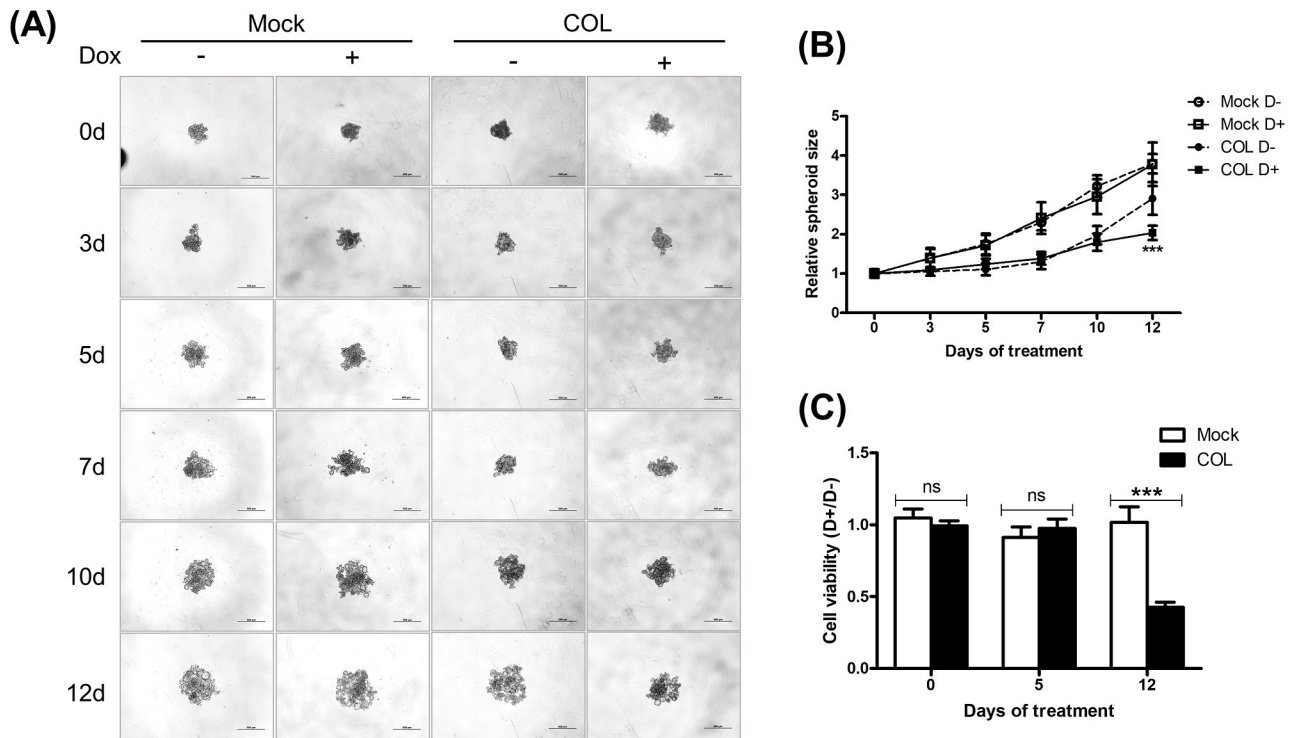 (A)
Mock COL
Dox - + - +
0d
3d
5d
7d
10d
12d
(B)
Relative spheroid size
5
4
3
2
1
0
0 3 5 7 10 12
Days of treatment
Mock D-
Mock D+
COL D-
COL D+
***
(C)
Mock
COL
Cell viability (D+/D-)
1.5
1.0
0.5
0.0
ns ns ***
0 5 12
Days of treatment